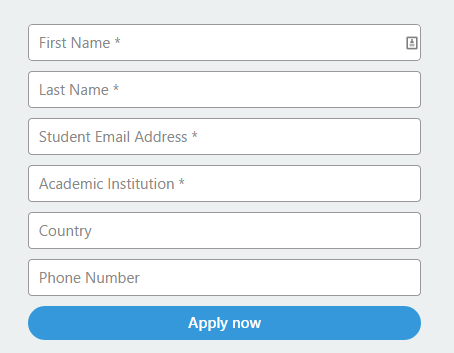 First Name *
Last Name *
Student Email Address *
Academic Institution *
Country
Phone Number
Apply now